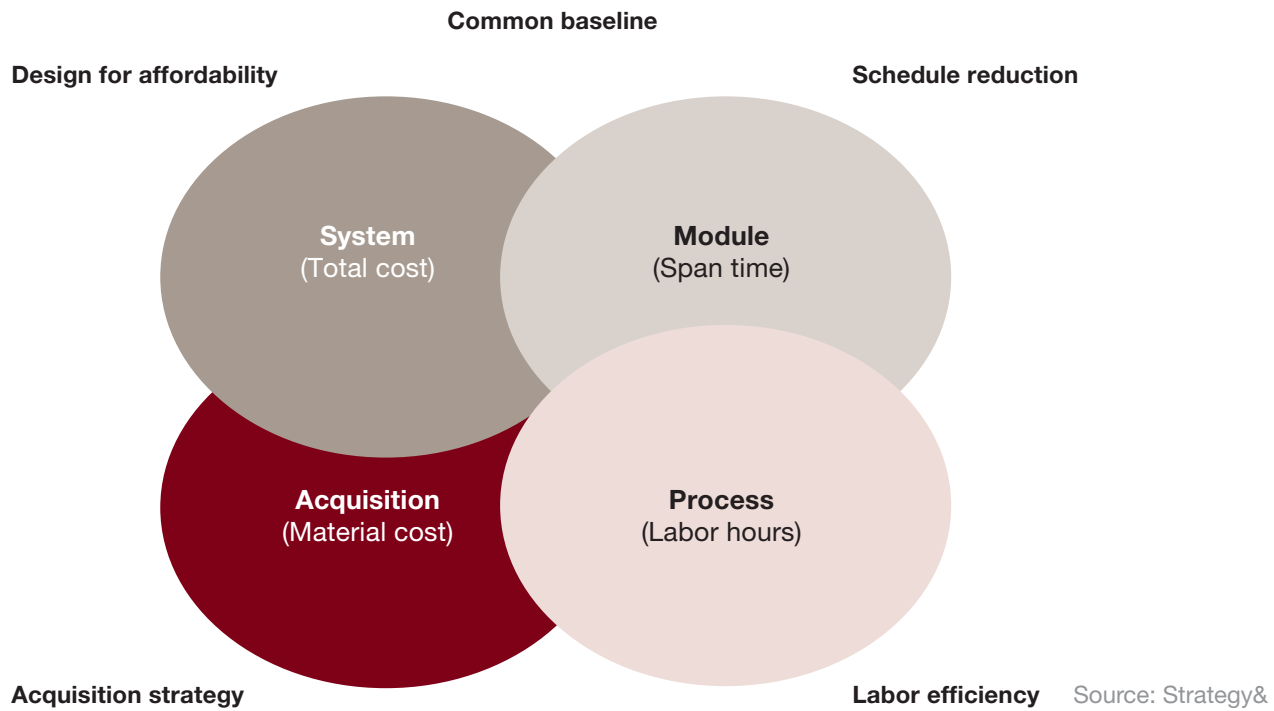 Common baseline
Design for affordability
Schedule reduction
System
(Total cost)
Module
(Span time)
Acquisition
(Material cost)
Process
(Labor hours)
Acquisition strategy
Labor efficiency
Source: Strategy&